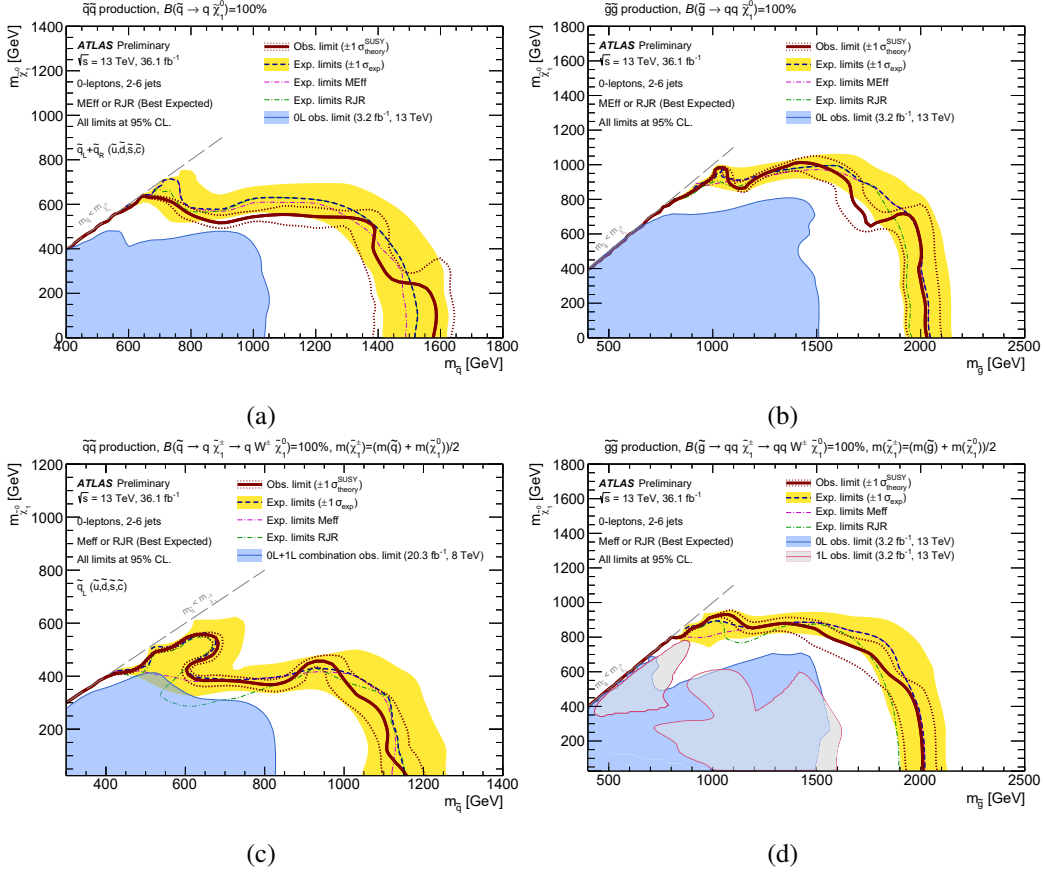 q̃q̃ production, B(q̃ → q χ̃₁⁰)=100%
m_χ̃₁⁰ [GeV]
1400
1200
1000
800
600
400
200
0
ATLAS Preliminary
√s = 13 TeV, 36.1 fb⁻¹
0-leptons, 2-6 jets
MEff or RJR (Best Expected)
All limits at 95% CL.
q̃_L+q̃_R (ũ,d̃,s̃,c̃)
Obs. limit (±1 σ_theory^SUSY)
Exp. limits (±1 σ_exp)
Exp. limits MEff
Exp. limits RJR
0L obs. limit (3.2 fb⁻¹, 13 TeV)
m_q̃ < m_χ̃₁⁰
400 600 800 1000 1200 1400 1600 1800
m_q̃ [GeV]
(a)
g̃g̃ production, B(g̃ → qq χ̃₁⁰)=100%
m_χ̃₁⁰ [GeV]
1800
1600
1400
1200
1000
800
600
400
200
0
ATLAS Preliminary
√s = 13 TeV, 36.1 fb⁻¹
0-leptons, 2-6 jets
MEff or RJR (Best Expected)
All limits at 95% CL.
Obs. limit (±1 σ_theory^SUSY)
Exp. limits (±1 σ_exp)
Exp. limits MEff
Exp. limits RJR
0L obs. limit (3.2 fb⁻¹, 13 TeV)
m_g̃ < m_χ̃₁⁰
500 1000 1500 2000 2500
m_g̃ [GeV]
(b)
q̃q̃ production, B(q̃ → q χ̃₁± → q W± χ̃₁⁰)=100%, m(χ̃₁±)=(m(q̃) + m(χ̃₁⁰))/2
m_χ̃₁⁰ [GeV]
1200
1000
800
600
400
200
ATLAS Preliminary
√s = 13 TeV, 36.1 fb⁻¹
0-leptons, 2-6 jets
Meff or RJR (Best Expected)
All limits at 95% CL.
q̃_L (ũ,d̃,s̃,c̃)
Obs. limit (±1 σ_theory^SUSY)
Exp. limits (±1 σ_exp)
Exp. limits Meff
Exp. limits RJR
0L+1L combination obs. limit (20.3 fb⁻¹, 8 TeV)
m_q̃ < m_χ̃₁⁰
400 600 800 1000 1200 1400
m_q̃ [GeV]
(c)
g̃g̃ production, B(g̃ → qq χ̃₁± → qq W± χ̃₁⁰)=100%, m(χ̃₁±)=(m(g̃) + m(χ̃₁⁰))/2
m_χ̃₁⁰ [GeV]
1800
1600
1400
1200
1000
800
600
400
200
ATLAS Preliminary
√s = 13 TeV, 36.1 fb⁻¹
0-leptons, 2-6 jets
Meff or RJR (Best Expected)
All limits at 95% CL.
Obs. limit (±1 σ_theory^SUSY)
Exp. limits (±1 σ_exp)
Exp. limits Meff
Exp. limits RJR
0L obs. limit (3.2 fb⁻¹, 13 TeV)
1L obs. limit (3.2 fb⁻¹, 13 TeV)
m_g̃ < m_χ̃₁⁰
500 1000 1500 2000 2500
m_g̃ [GeV]
(d)